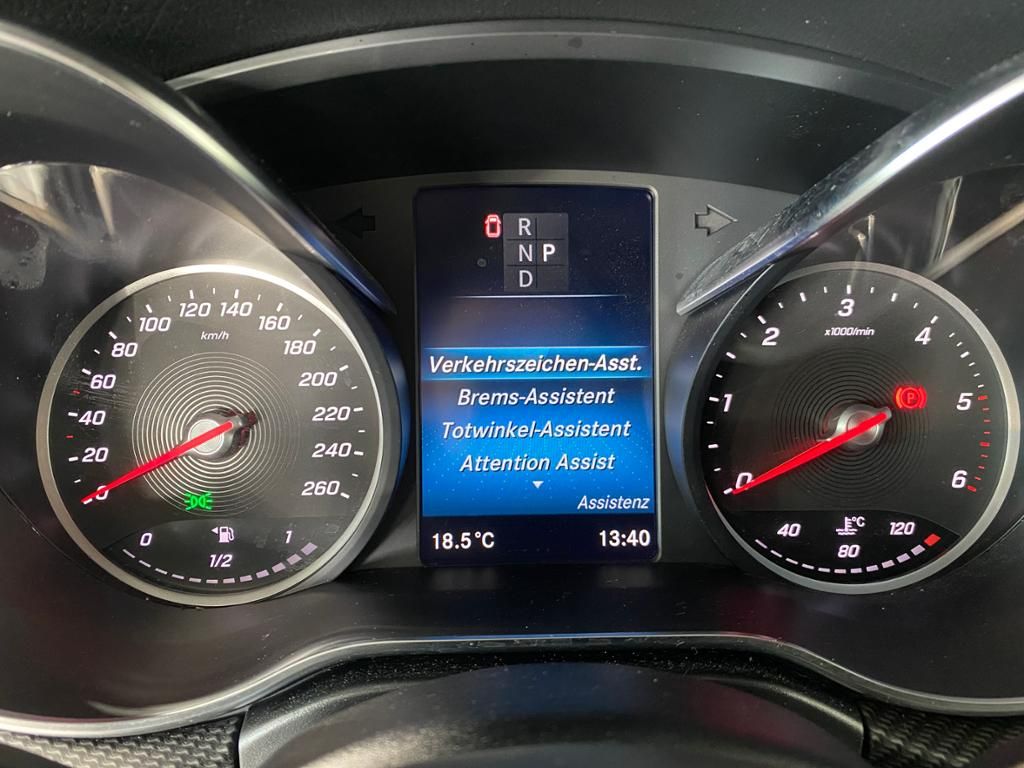 R
N P
D
Verkehrszeichen-Asst.
Brems-Assistent
Totwinkel-Assistent
Attention Assist
Assistenz
18.5°C
13:40
0
20
40
60
80
100
120
140
160
180
200
220
240
260
km/h
0
1/2
1
0
1
2
3
4
5
6
x1000/min
P
40
80
120
°C